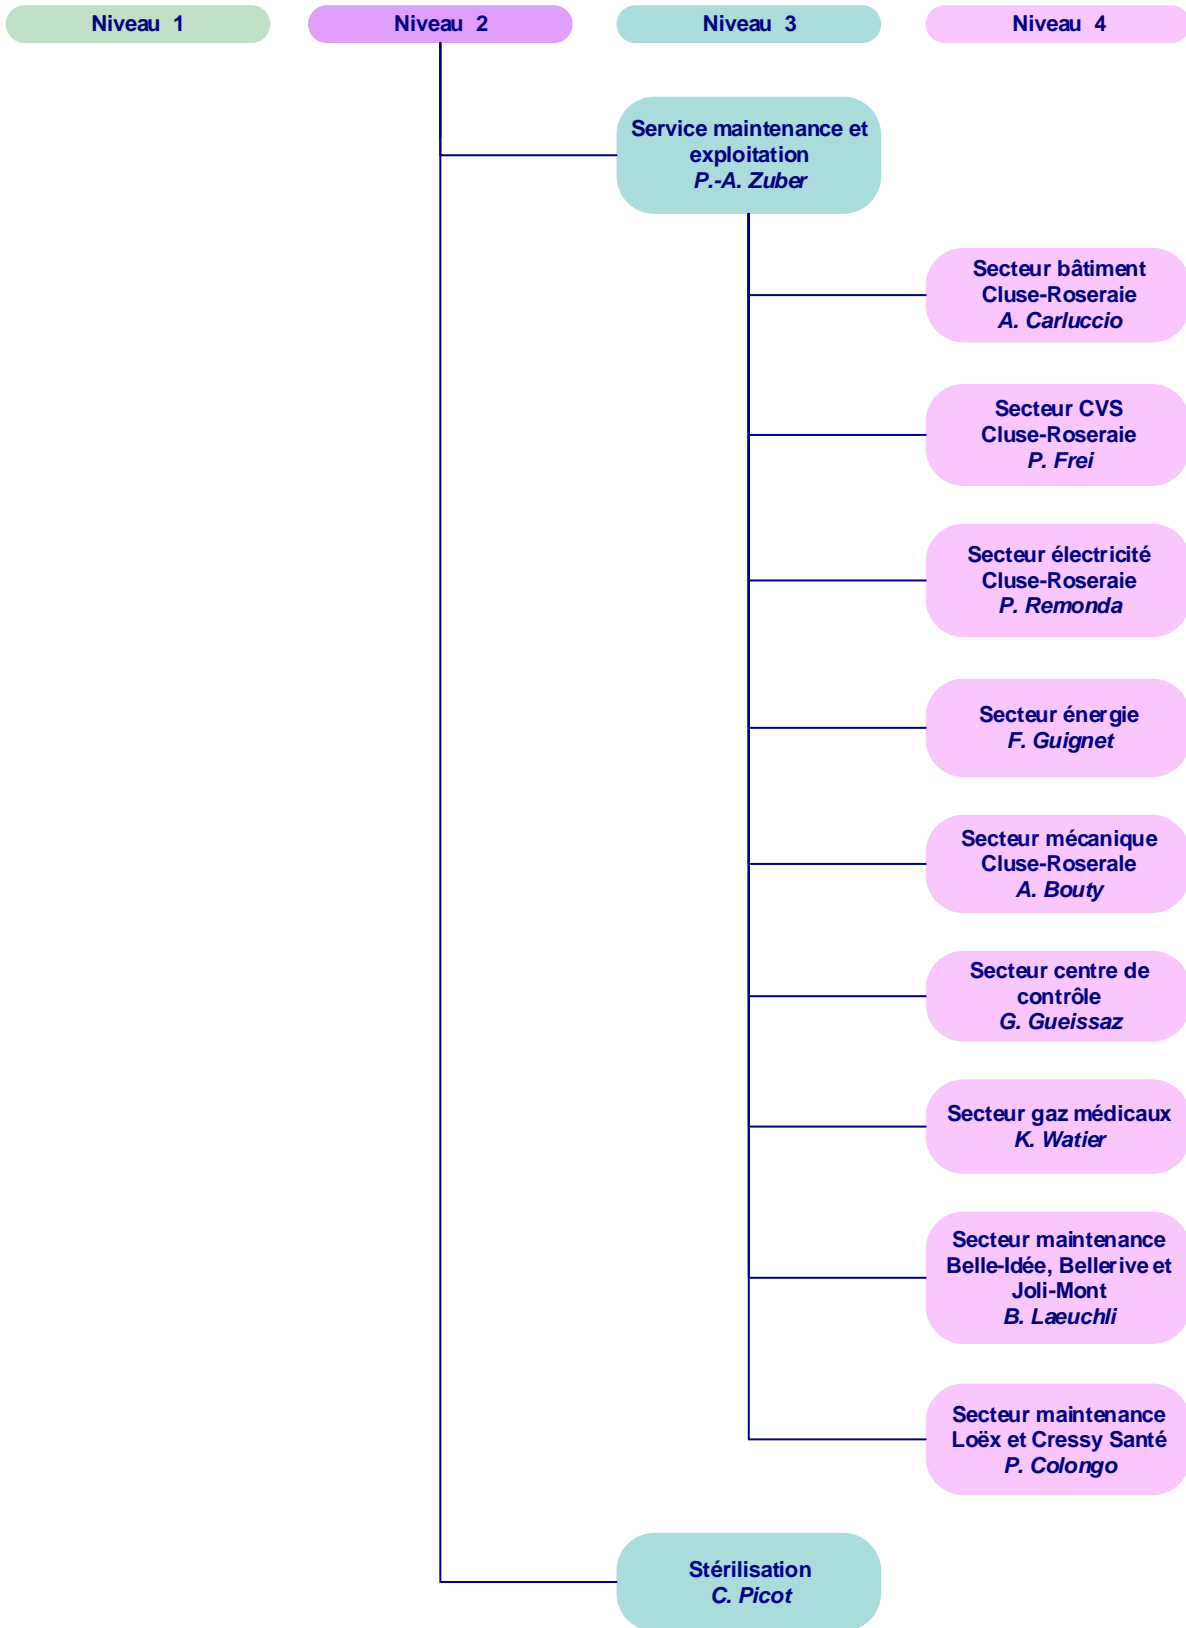 Niveau 1
Niveau 2
Niveau 3
Niveau 4
Service maintenance et
exploitation
P.-A. Zuber
Secteur bâtiment
Cluse-Roseraie
A. Carluccio
Secteur CVS
Cluse-Roseraie
P. Frei
Secteur électricité
Cluse-Roseraie
P. Remonda
Secteur énergie
F. Guignet
Secteur mécanique
Cluse-Roserale
A. Bouty
Secteur centre de
contrôle
G. Gueissaz
Secteur gaz médicaux
K. Watier
Secteur maintenance
Belle-Idée, Bellerive et
Joli-Mont
B. Laeuchli
Secteur maintenance
Loëx et Cressy Santé
P. Colongo
Stérilisation
C. Picot